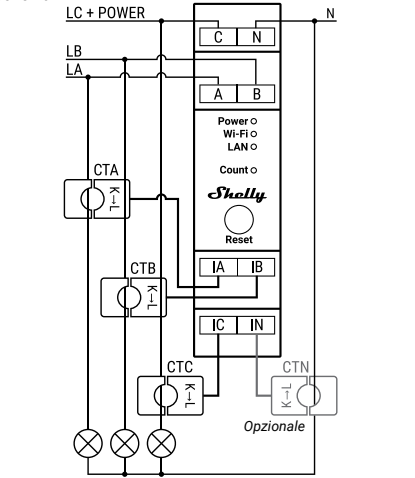 LC + POWER
N
C N
LB
LA
A B
Power
Wi-Fi
LAN
Count
CTA
K→L
Shelly
Reset
IA IB
CTB
K→L
IC IN
CTC
K→L
CTN
K→L
Opzionale